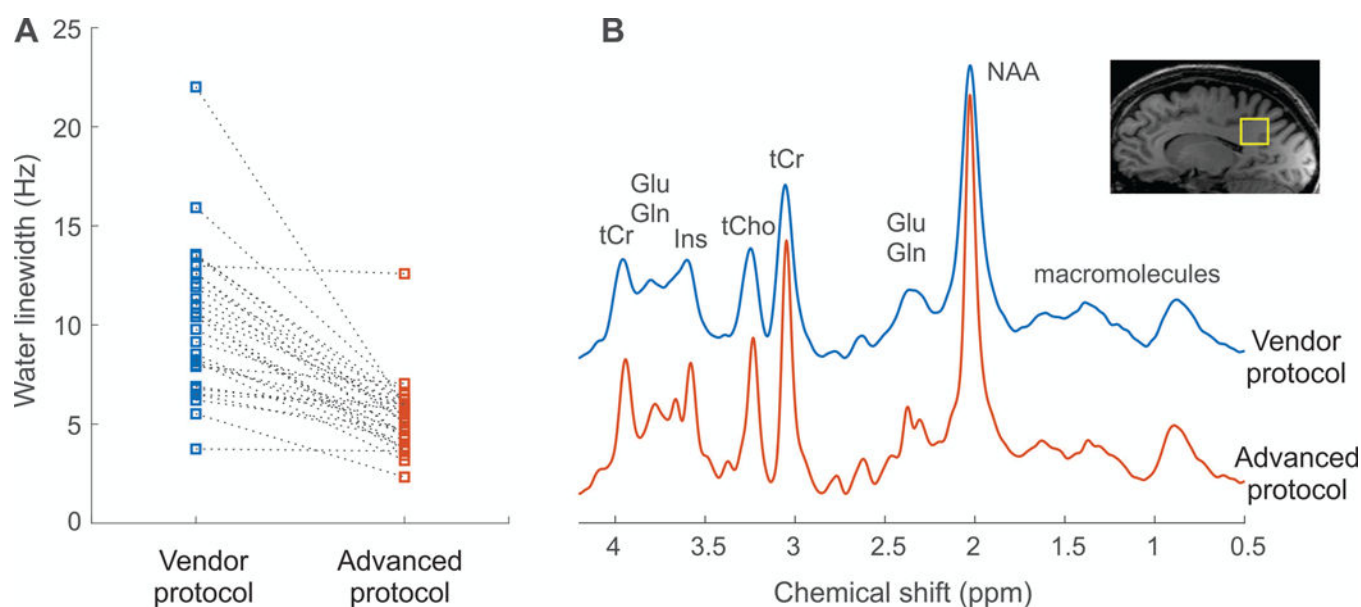 A
25
20
15
10
5
0
Water linewidth (Hz)
Vendor
protocol
Advanced
protocol
B
NAA
tCr
Glu
Gln
tCho
Glu
Gln
Ins
tCr
macromolecules
Vendor
protocol
Advanced
protocol
4
3.5
3
2.5
2
1.5
1
0.5
Chemical shift (ppm)